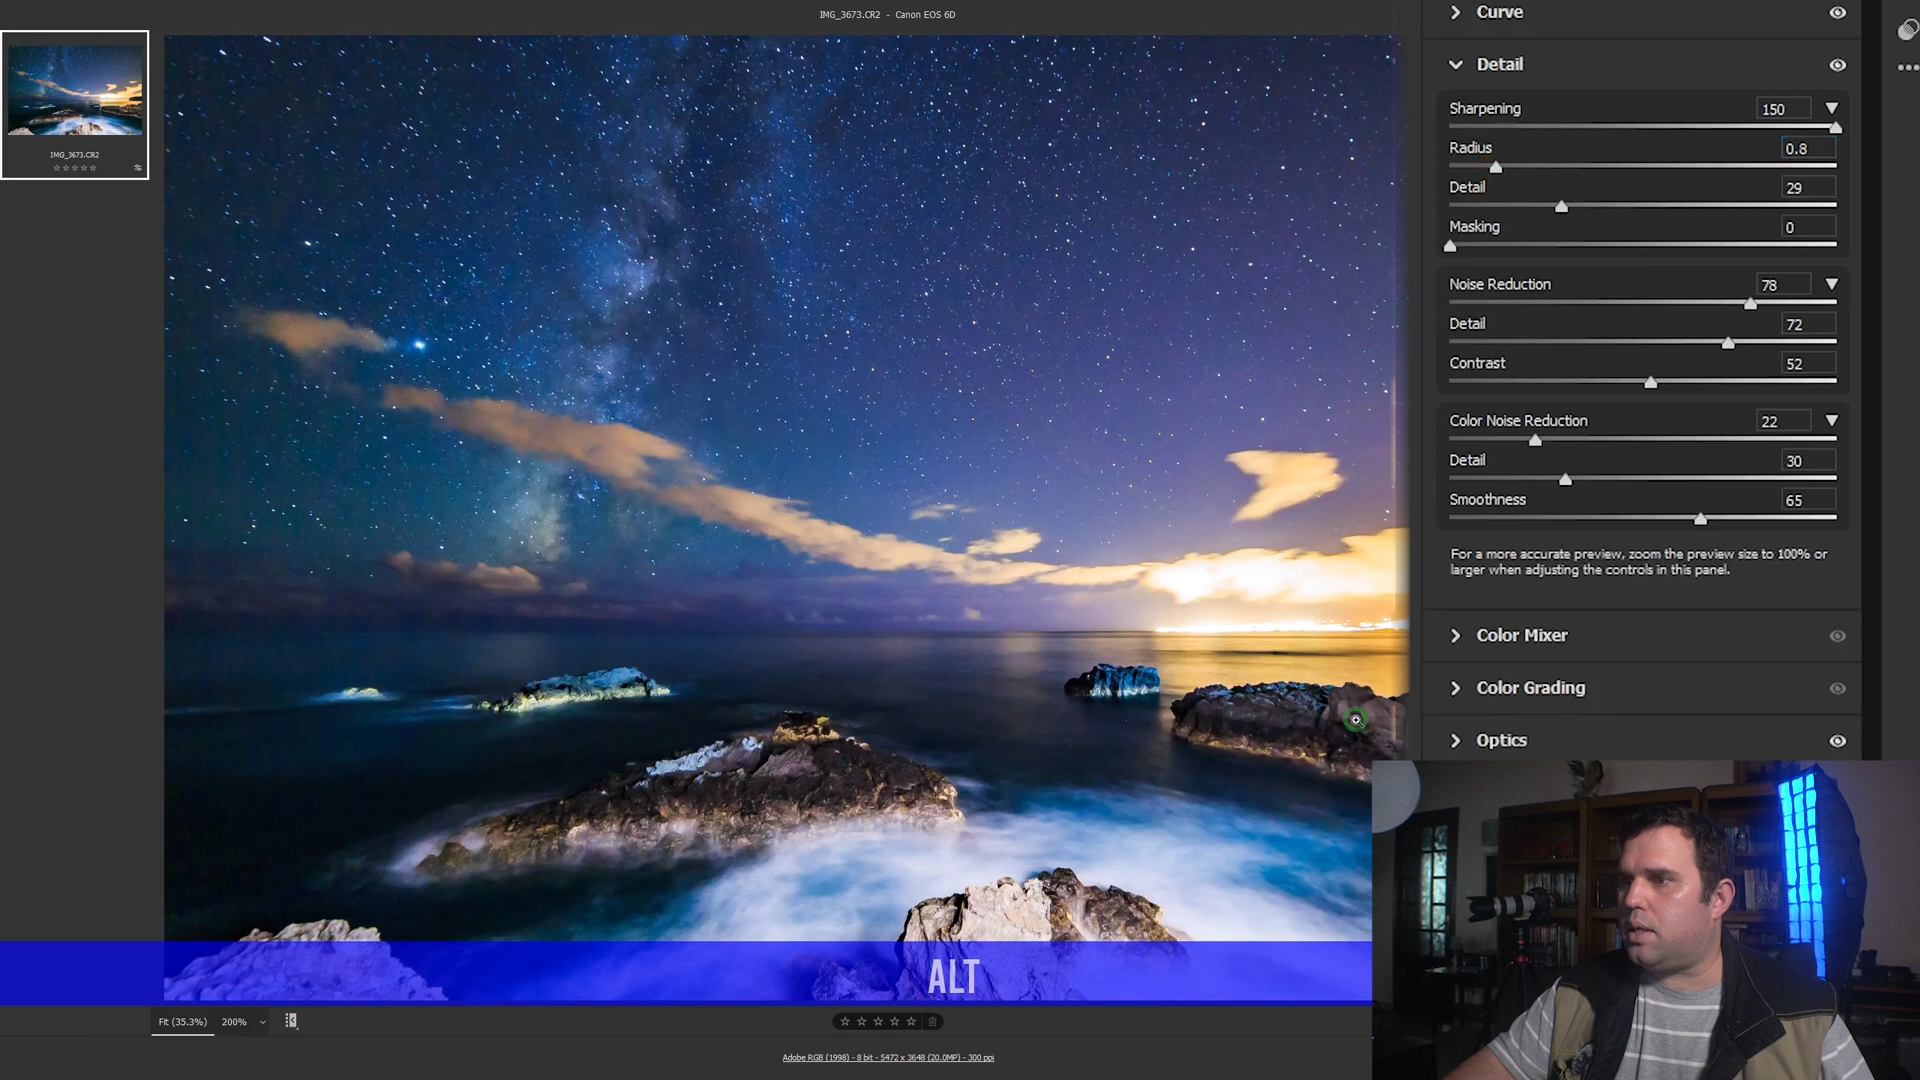 IMG_3673.CR2 - Canon EOS 6D
IMG_3673.CR2
Curve
Detail
Sharpening 150
Radius 0.8
Detail 29
Masking 0
Noise Reduction 78
Detail 72
Contrast 52
Color Noise Reduction 22
Detail 30
Smoothness 65
For a more accurate preview, zoom the preview size to 100% or
larger when adjusting the controls in this panel.
Color Mixer
Color Grading
Optics
ALT
Fit (35.3%) 200%
Adobe RGB (1998) - 8 bit - 5472 x 3648 (20.0MP) - 300 ppi